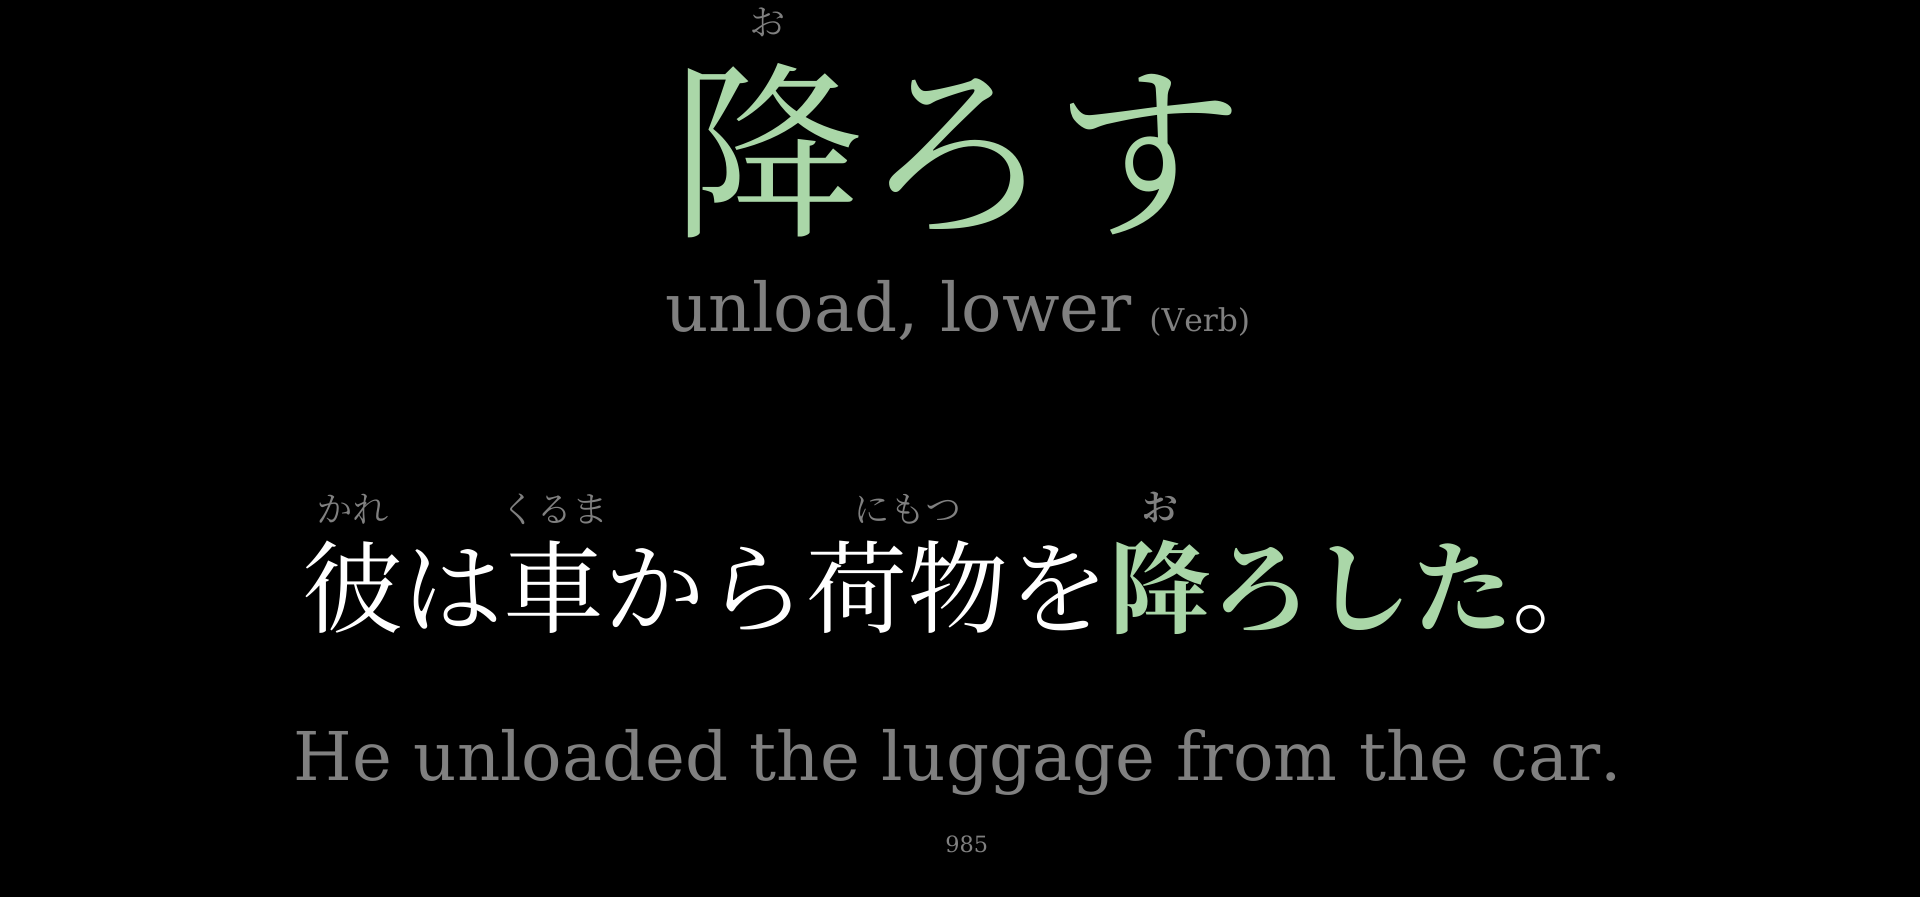 お
降ろす
unload, lower (Verb)
かれ くるま にもつ お
彼は車から荷物を降ろした。
He unloaded the luggage from the car.
985